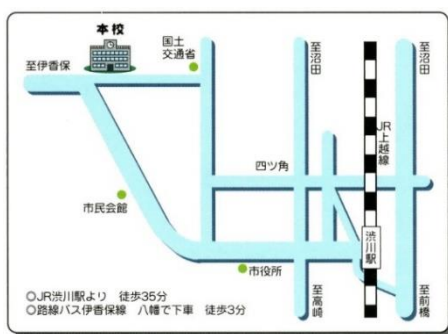 本校
国土
交通省
至伊香保
至沼田
至沼田
JR上越線
四ツ角
市民会館
渋川駅
市役所
至高崎
至前橋
○JR渋川駅より 徒歩35分
○路線バス伊香保線 八幡で下車 徒歩3分